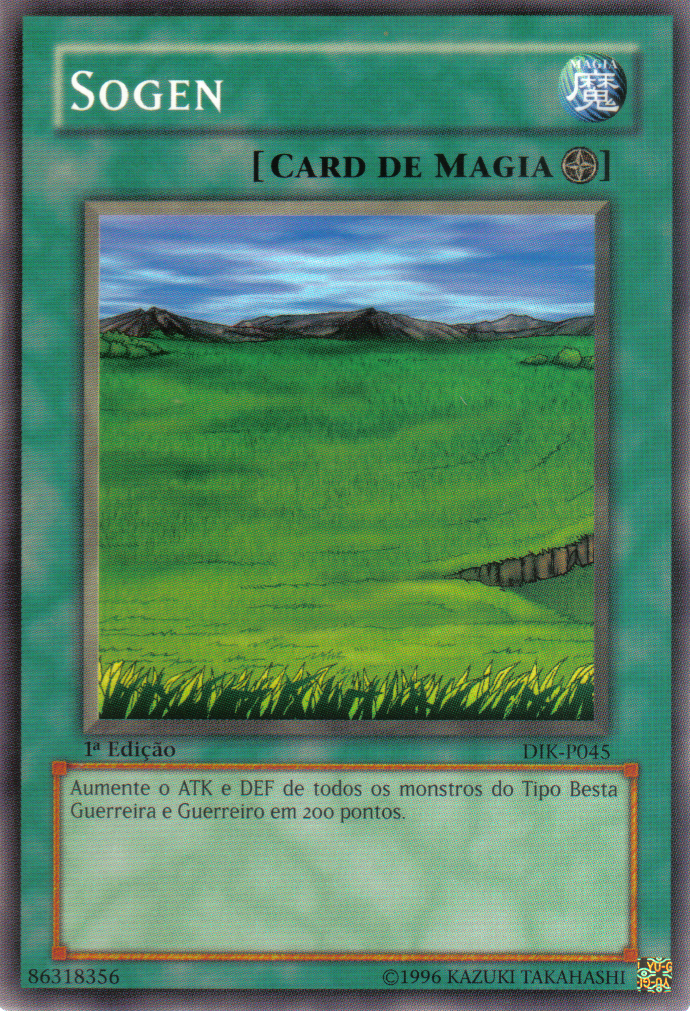 SOGEN
MAGIA
魔
[CARD DE MAGIA ]
1ª Edição
DIK-P045
Aumente o ATK e DEF de todos os monstros do Tipo Besta
Guerreira e Guerreiro em 200 pontos.
86318356
©1996 KAZUKI TAKAHASHI